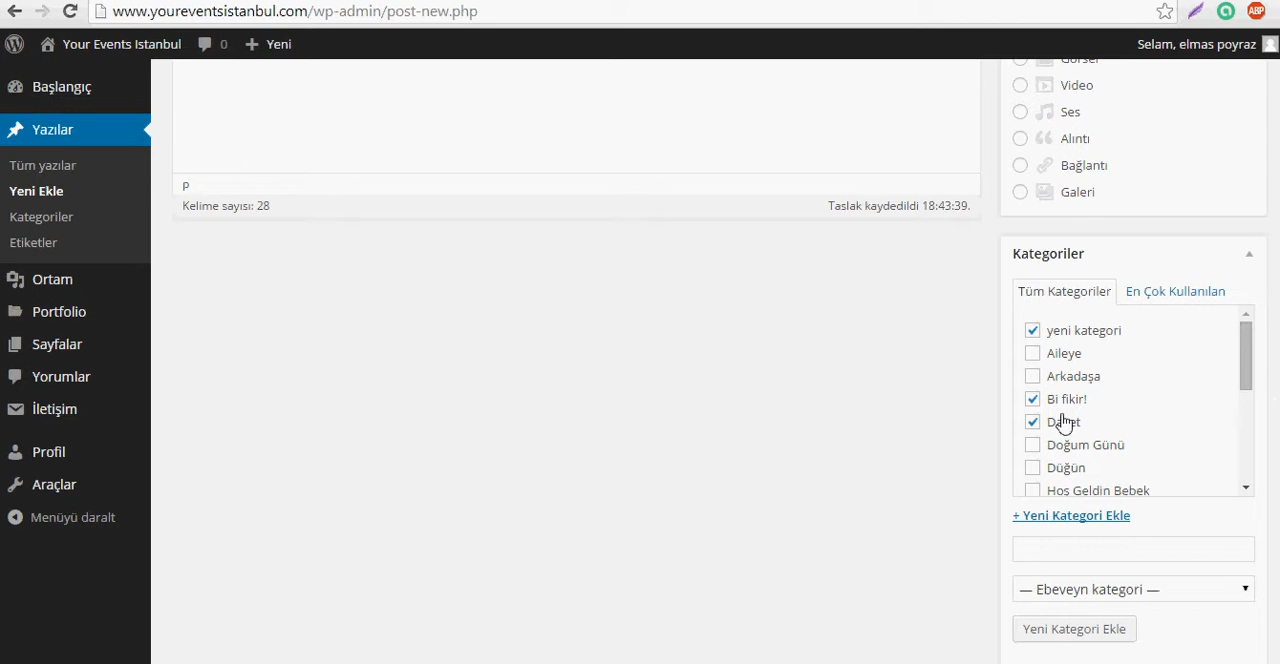 www.youreventsistanbul.com/wp-admin/post-new.php
ABP
Your Events Istanbul
0
Yeni
Selam, elmas poyraz
Başlangıç
Yazılar
Tüm yazılar
Yeni Ekle
Kategoriler
Etiketler
Ortam
Portfolio
Sayfalar
Yorumlar
İletişim
Profil
Araçlar
Menüyü daralt
p
Kelime sayısı: 28
Taslak kaydedildi 18:43:39.
Görsel
Video
Ses
Alıntı
Bağlantı
Galeri
Kategoriler
Tüm Kategoriler
En Çok Kullanılan
yeni kategori
Aileye
Arkadaşa
Bi fikir!
Doğum Günü
Düğün
Hoş Geldin Bebek
+ Yeni Kategori Ekle
— Ebeveyn kategori —
Yeni Kategori Ekle